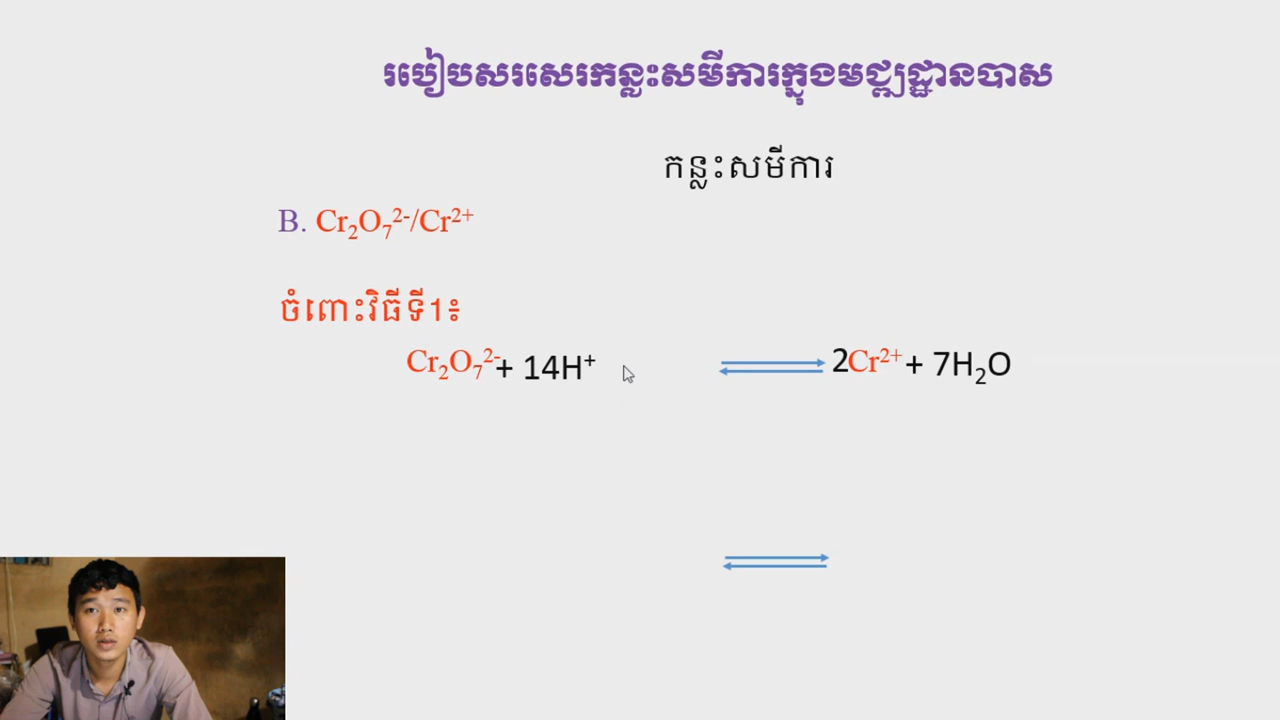 របៀបសរសេរកន្លះសមីការក្នុងមជ្ឈដ្ឋានបាស
កន្លះសមីការ
B. Cr₂O₇²⁻/Cr²⁺
ចំពោះវិធីទី1៖
Cr₂O₇²⁻ + 14H⁺ ⇌ 2Cr²⁺ + 7H₂O
⇌